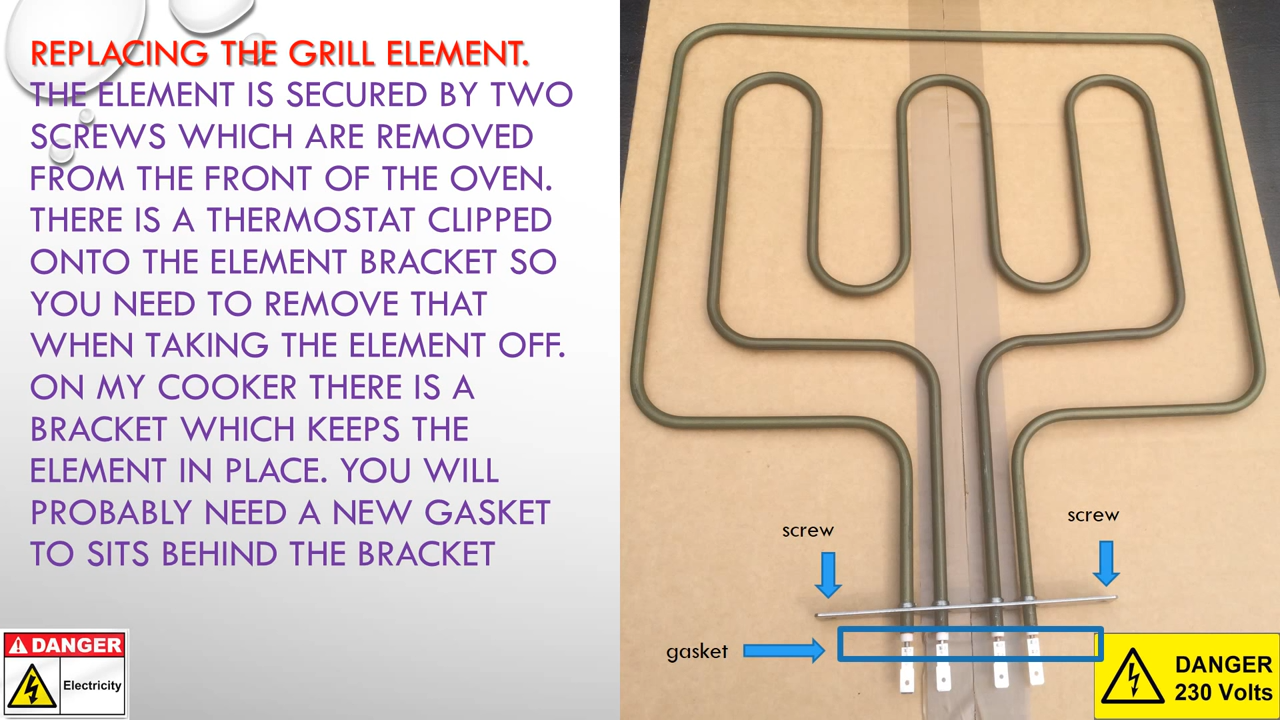 REPLACING THE GRILL ELEMENT.
THE ELEMENT IS SECURED BY TWO
SCREWS WHICH ARE REMOVED
FROM THE FRONT OF THE OVEN.
THERE IS A THERMOSTAT CLIPPED
ONTO THE ELEMENT BRACKET SO
YOU NEED TO REMOVE THAT
WHEN TAKING THE ELEMENT OFF.
ON MY COOKER THERE IS A
BRACKET WHICH KEEPS THE
ELEMENT IN PLACE. YOU WILL
PROBABLY NEED A NEW GASKET
TO SITS BEHIND THE BRACKET
DANGER
Electricity
screw
screw
gasket
DANGER
230 Volts